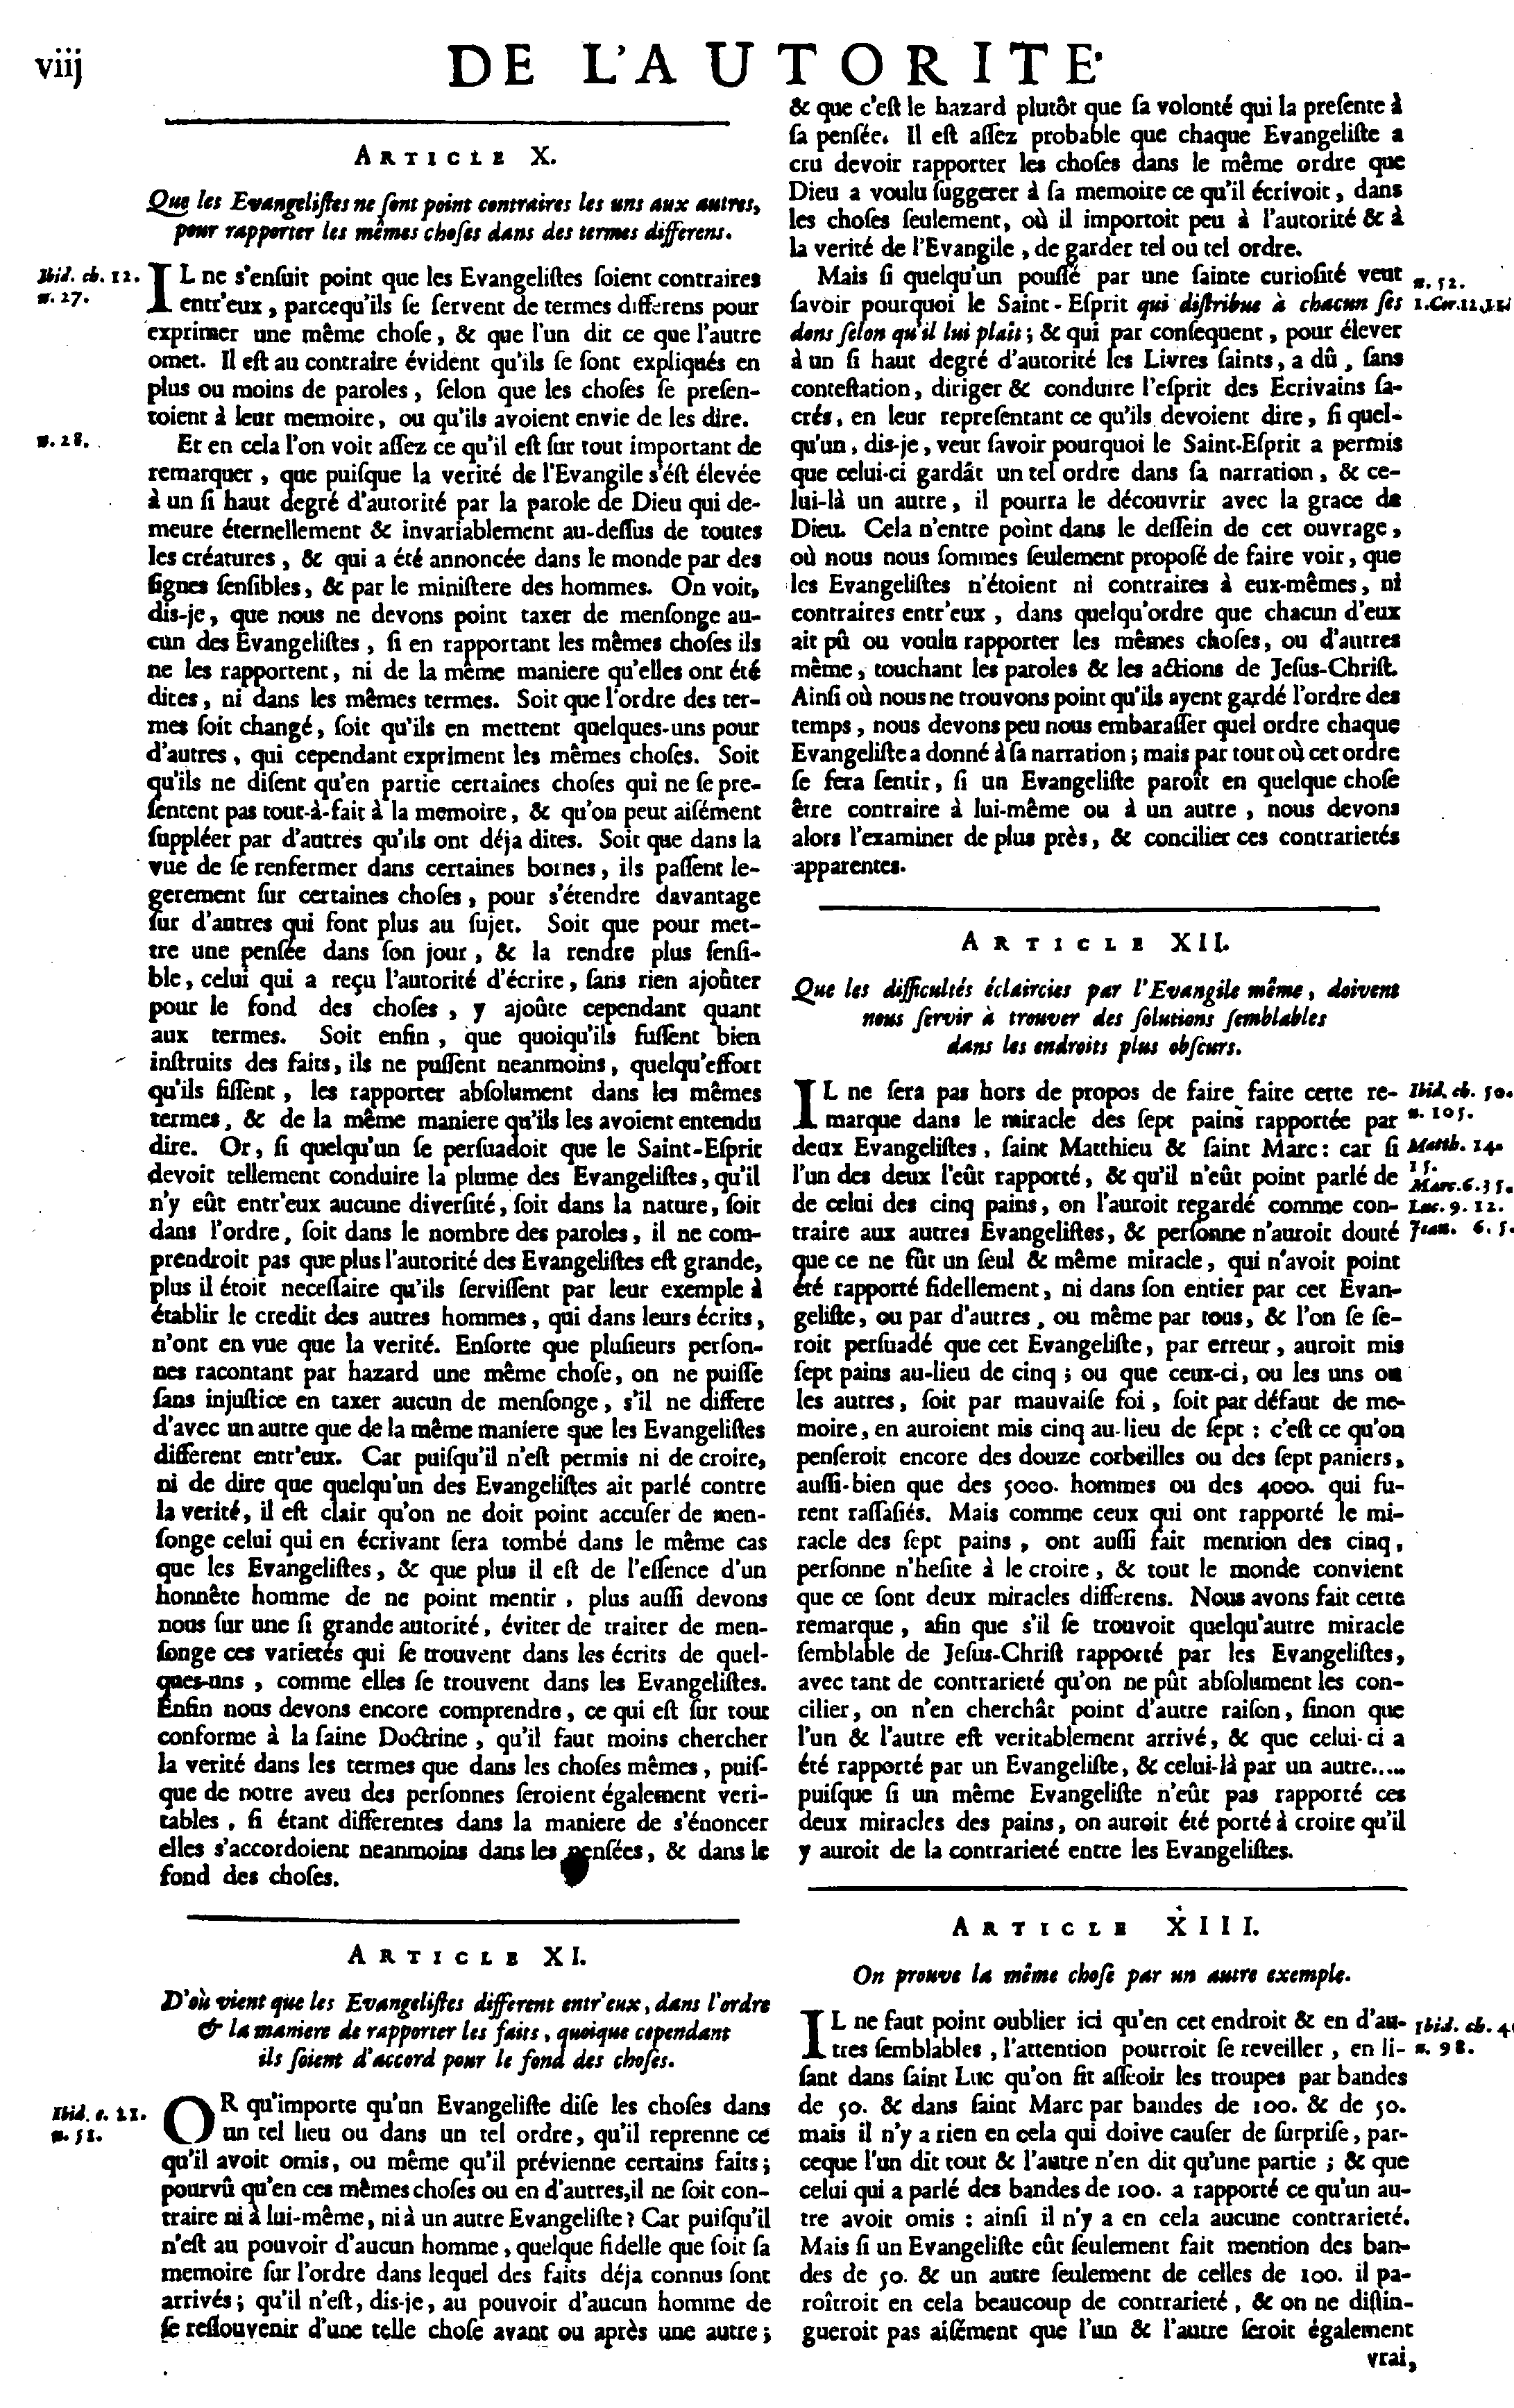 viij
DE L'AUTORITE'
ARTICLE X.
Que les Evangeliſtes ne ſont point contraires les uns aux autres,
pour rapporter les mêmes choſes dans des termes differens.
Ibid. ch. 12.
n. 27.
IL ne s'enſuit point que les Evangeliſtes ſoient contraires
entr'eux, parcequ'ils ſe ſervent de termes differens pour
exprimer une même choſe, & que l'un dit ce que l'autre
omet. Il eſt au contraire évident qu'ils ſe ſont expliqués en
plus ou moins de paroles, ſelon que les choſes ſe preſen-
toient à leur memoire, ou qu'ils avoient envie de les dire.
n. 28.
Et en cela l'on voit aſſez ce qu'il eſt ſur tout important de
remarquer, que puiſque la verité de l'Evangile s'éſt élevée
à un ſi haut degré d'autorité par la parole de Dieu qui de-
meure éternellement & invariablement au-deſſus de toutes
les créatures, & qui a été annoncée dans le monde par des
ſignes ſenſibles, & par le miniſtere des hommes. On voit,
dis-je, que nous ne devons point taxer de menſonge au-
cun des Evangeliſtes, ſi en rapportant les mêmes choſes ils
ne les rapportent, ni de la même maniere qu'elles ont été
dites, ni dans les mêmes termes. Soit que l'ordre des ter-
mes ſoit changé, ſoit qu'ils en mettent quelques-uns pour
d'autres, qui cependant expriment les mêmes choſes. Soit
qu'ils ne diſent qu'en partie certaines choſes qui ne ſe pre-
ſentent pas tout-à-fait à la memoire, & qu'on peut aiſément
ſuppléer par d'autres qu'ils ont déja dites. Soit que dans la
vue de ſe renfermer dans certaines bornes, ils paſſent le-
gerement ſur certaines choſes, pour s'étendre davantage
ſur d'autres qui font plus au ſujet. Soit que pour met-
tre une penſée dans ſon jour, & la rendre plus ſenſi-
ble, celui qui a reçu l'autorité d'écrire, ſans rien ajoûter
pour le fond des choſes, y ajoûte cependant quant
aux termes. Soit enfin, que quoiqu'ils fuſſent bien
inſtruits des faits, ils ne puſſent neanmoins, quelqu'effort
qu'ils fiſſent, les rapporter abſolument dans les mêmes
termes, & de la même maniere qu'ils les avoient entendu
dire. Or, ſi quelqu'un ſe perſuadoit que le Saint-Eſprit
devoit tellement conduire la plume des Evangeliſtes, qu'il
n'y eût entr'eux aucune diverſité, ſoit dans la nature, ſoit
dans l'ordre, ſoit dans le nombre des paroles, il ne com-
prendroit pas que plus l'autorité des Evangeliſtes eſt grande,
plus il étoit neceſſaire qu'ils ſerviſſent par leur exemple à
établir le credit des autres hommes, qui dans leurs écrits,
n'ont en vue que la verité. Enſorte que pluſieurs perſon-
nes racontant par hazard une même choſe, on ne puiſſe
ſans injuſtice en taxer aucun de menſonge, s'il ne differe
d'avec un autre que de la même maniere que les Evangeliſtes
different entr'eux. Car puiſqu'il n'eſt permis ni de croire,
ni de dire que quelqu'un des Evangeliſtes ait parlé contre
la verité, il eſt clair qu'on ne doit point accuſer de men-
ſonge celui qui en écrivant ſera tombé dans le même cas
que les Evangeliſtes, & que plus il eſt de l'eſſence d'un
honnête homme de ne point mentir, plus auſſi devons
nous ſur une ſi grande autorité, éviter de traiter de men-
ſonge ces varietés qui ſe trouvent dans les écrits de quel-
ques-uns, comme elles ſe trouvent dans les Evangeliſtes.
Enfin nous devons encore comprendre, ce qui eſt ſur tout
conforme à la ſaine Doctrine, qu'il faut moins chercher
la verité dans les termes que dans les choſes mêmes, puiſ-
que de notre aveu des perſonnes ſeroient également veri-
tables, ſi étant differentes dans la maniere de s'énoncer
elles s'accordoient neanmoins dans les penſées, & dans le
fond des choſes.
ARTICLE XI.
D'où vient que les Evangeliſtes different entr'eux, dans l'ordre
& la maniere de rapporter les faits, quoique cependant
ils ſoient d'accord pour le fond des choſes.
Ibid. c. 21.
n. 51.
OR qu'importe qu'un Evangeliſte diſe les choſes dans
un tel lieu ou dans un tel ordre, qu'il reprenne ce
qu'il avoit omis, ou même qu'il prévienne certains faits;
pourvû qu'en ces mêmes choſes ou en d'autres, il ne ſoit con-
traire ni à lui-même, ni à un autre Evangeliſte? Car puiſqu'il
n'eſt au pouvoir d'aucun homme, quelque fidelle que ſoit ſa
memoire ſur l'ordre dans lequel des faits déja connus ſont
arrivés; qu'il n'eſt, dis-je, au pouvoir d'aucun homme de
ſe reſſouvenir d'une telle choſe avant ou après une autre;
& que c'eſt le hazard plutôt que ſa volonté qui la preſente à
ſa penſée. Il eſt aſſez probable que chaque Evangeliſte a
cru devoir rapporter les choſes dans le même ordre que
Dieu a voulu ſuggerer à ſa memoire ce qu'il écrivoit, dans
les choſes ſeulement, où il importoit peu à l'autorité & à
la verité de l'Evangile, de garder tel ou tel ordre.
Mais ſi quelqu'un pouſſé par une ſainte curioſité veut
ſavoir pourquoi le Saint-Eſprit qui diſtribue à chacun ſes
dons ſelon qu'il lui plaît; & qui par conſequent, pour élever
à un ſi haut degré d'autorité les Livres ſaints, a dû, ſans
conteſtation, diriger & conduire l'eſprit des Ecrivains ſa-
crés, en leur repreſentant ce qu'ils devoient dire, ſi quel-
qu'un, dis-je, veut ſavoir pourquoi le Saint-Eſprit a permis
que celui-ci gardât un tel ordre dans ſa narration, & ce-
lui-là un autre, il pourra le découvrir avec la grace de
Dieu. Cela n'entre point dans le deſſein de cet ouvrage,
où nous nous ſommes ſeulement propoſé de faire voir, que
les Evangeliſtes n'étoient ni contraires à eux-mêmes, ni
contraires entr'eux, dans quelqu'ordre que chacun d'eux
ait pû ou voulu rapporter les mêmes choſes, ou d'autres
même, touchant les paroles & les actions de Jeſus-Chriſt.
Ainſi où nous ne trouvons point qu'ils ayent gardé l'ordre des
temps, nous devons peu nous embaraſſer quel ordre chaque
Evangeliſte a donné à ſa narration; mais par tout où cet ordre
ſe fera ſentir, ſi un Evangeliſte paroît en quelque choſe
être contraire à lui-même ou à un autre, nous devons
alors l'examiner de plus près, & concilier ces contrarietés
apparentes.
n. 52.
1. Cor. 12.
ARTICLE XII.
Que les difficultés éclaircies par l'Evangile même, doivent
nous ſervir à trouver des ſolutions ſemblables
dans les endroits plus obſcurs.
IL ne ſera pas hors de propos de faire faire cette re-
marque dans le miracle des ſept pains rapportée par
deux Evangeliſtes, ſaint Matthieu & ſaint Marc: car ſi
l'un des deux l'eût rapporté, & qu'il n'eût point parlé de
de celui des cinq pains, on l'auroit regardé comme con-
traire aux autres Evangeliſtes, & perſonne n'auroit douté
que ce ne fût un ſeul & même miracle, qui n'avoit point
été rapporté fidellement, ni dans ſon entier par cet Evan-
geliſte, ou par d'autres, ou même par tous, & l'on ſe ſe-
roit perſuadé que cet Evangeliſte, par erreur, auroit mis
ſept pains au-lieu de cinq; ou que ceux-ci, ou les uns ou
les autres, ſoit par mauvaiſe foi, ſoit par défaut de me-
moire, en auroient mis cinq au-lieu de ſept: c'eſt ce qu'on
penſeroit encore des douze corbeilles ou des ſept paniers,
auſſi-bien que des 5000. hommes ou des 4000. qui fu-
rent raſſaſiés. Mais comme ceux qui ont rapporté le mi-
racle des ſept pains, ont auſſi fait mention des cinq,
perſonne n'heſite à le croire, & tout le monde convient
que ce ſont deux miracles differens. Nous avons fait cette
remarque, afin que s'il ſe trouvoit quelqu'autre miracle
ſemblable de Jeſus-Chriſt rapporté par les Evangeliſtes,
avec tant de contrarieté qu'on ne pût abſolument les con-
cilier, on n'en cherchât point d'autre raiſon, ſinon que
l'un & l'autre eſt veritablement arrivé, & que celui-ci a
été rapporté par un Evangeliſte, & celui-là par un autre....
puiſque ſi un même Evangeliſte n'eût pas rapporté ces
deux miracles des pains, on auroit été porté à croire qu'il
y auroit de la contrarieté entre les Evangeliſtes.
Ibid. ch. 50.
n. 105.
Matth. 14.
15.
Marc. 6. 35.
Luc. 9. 12.
Jean. 6. 5.
ARTICLE XIII.
On prouve la même choſe par un autre exemple.
IL ne faut point oublier ici qu'en cet endroit & en d'au-
tres ſemblables, l'attention pourroit ſe reveiller, en li-
ſant dans ſaint Luc qu'on fit aſſeoir les troupes par bandes
de 50. & dans ſaint Marc par bandes de 100. & de 50.
mais il n'y a rien en cela qui doive cauſer de ſurpriſe, par-
ceque l'un dit tout & l'autre n'en dit qu'une partie; & que
celui qui a parlé des bandes de 100. a rapporté ce qu'un au-
tre avoit omis: ainſi il n'y a en cela aucune contrarieté.
Mais ſi un Evangeliſte eût ſeulement fait mention des ban-
des de 50. & un autre ſeulement de celles de 100. il pa-
roîtroit en cela beaucoup de contrarieté, & on ne diſtin-
gueroit pas aiſément que l'un & l'autre ſeroit également
vrai,
Ibid. ch. 4
n. 98.